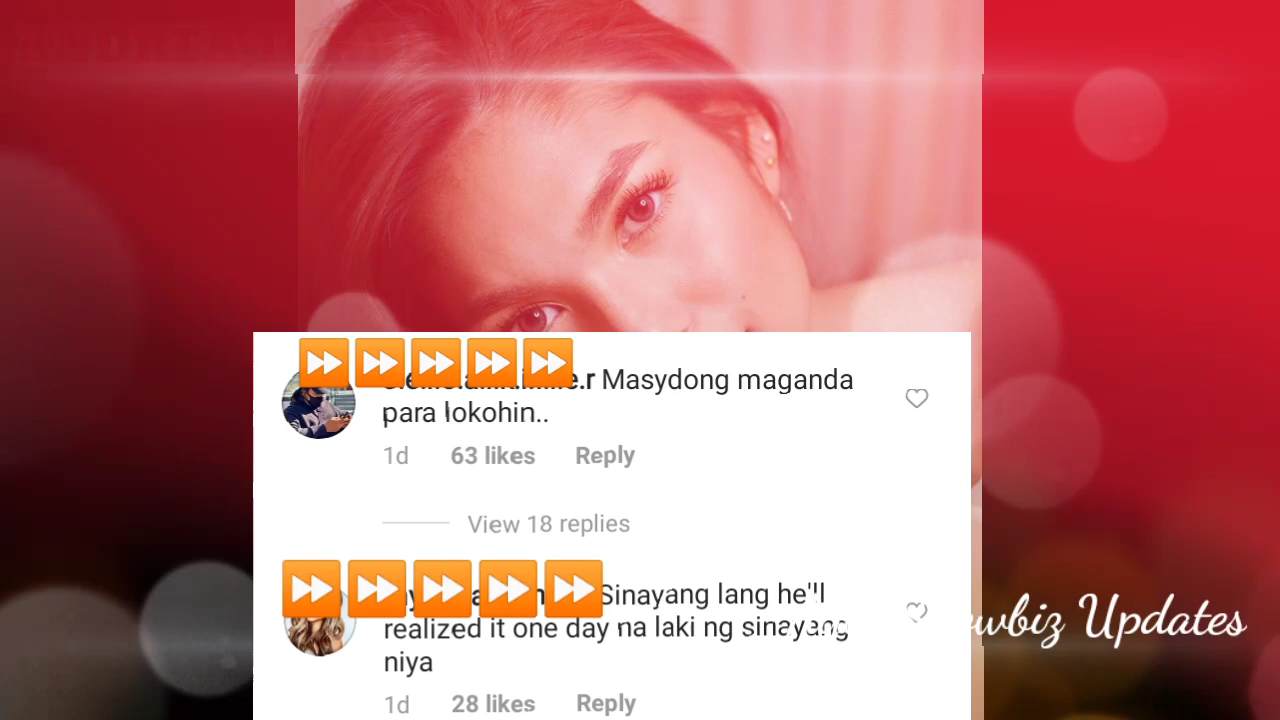 Masydong maganda
para lokohin..
1d 63 likes Reply
View 18 replies
Sinayang lang he''l
realized it one day na laki ng sinayang
niya
Updates
1d 28 likes Reply